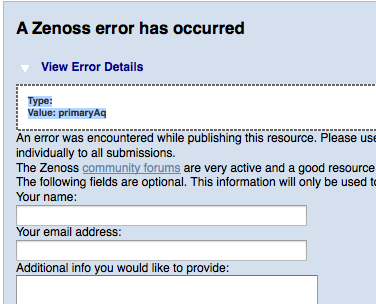 A Zenoss error has occurred
View Error Details
Type:
Value: primaryAq
An error was encountered while publishing this resource. Please use
individually to all submissions.
The Zenoss community forums are very active and a good resource
The following fields are optional. This information will only be used to
Your name:
Your email address:
Additional info you would like to provide: